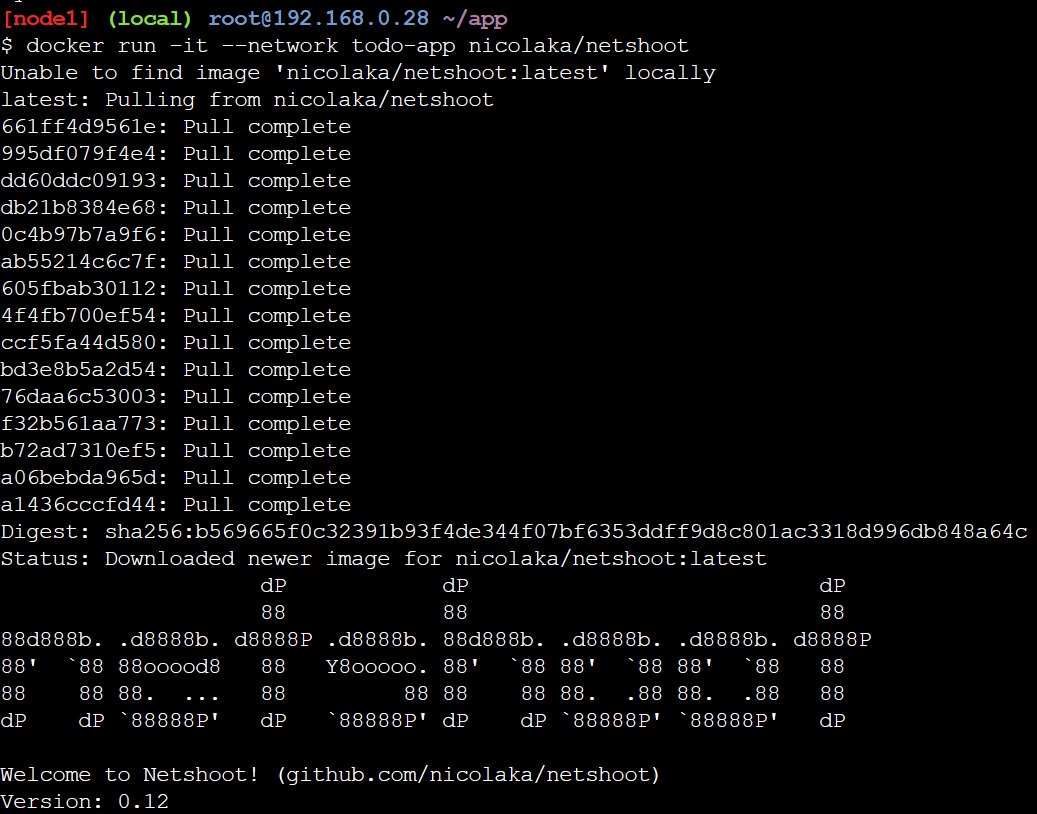 [node1] (local) root@192.168.0.28 ~/app
$ docker run -it --network todo-app nicolaka/netshoot
Unable to find image 'nicolaka/netshoot:latest' locally
latest: Pulling from nicolaka/netshoot
661ff4d9561e: Pull complete
995df079f4e4: Pull complete
dd60ddc09193: Pull complete
db21b8384e68: Pull complete
0c4b97b7a9f6: Pull complete
ab55214c6c7f: Pull complete
605fbab30112: Pull complete
4f4fb700ef54: Pull complete
ccf5fa44d580: Pull complete
bd3e8b5a2d54: Pull complete
76daa6c53003: Pull complete
f32b561aa773: Pull complete
b72ad7310ef5: Pull complete
a06bebda965d: Pull complete
a1436cccfd44: Pull complete
Digest: sha256:b569665f0c32391b93f4de344f07bf6353ddff9d8c801ac3318d996db848a64c
Status: Downloaded newer image for nicolaka/netshoot:latest
                    dP            dP                           dP
                    88            88                           88
88d888b. .d8888b. d8888P .d8888b. 88d888b. .d8888b. .d8888b. d8888P
88'  `88 88ooood8   88   Y8ooooo. 88'  `88 88'  `88 88'  `88   88
88    88 88.  ...   88         88 88    88 88.  .88 88.  .88   88
dP    dP `88888P'   dP   `88888P' dP    dP `88888P' `88888P'   dP
Welcome to Netshoot! (github.com/nicolaka/netshoot)
Version: 0.12